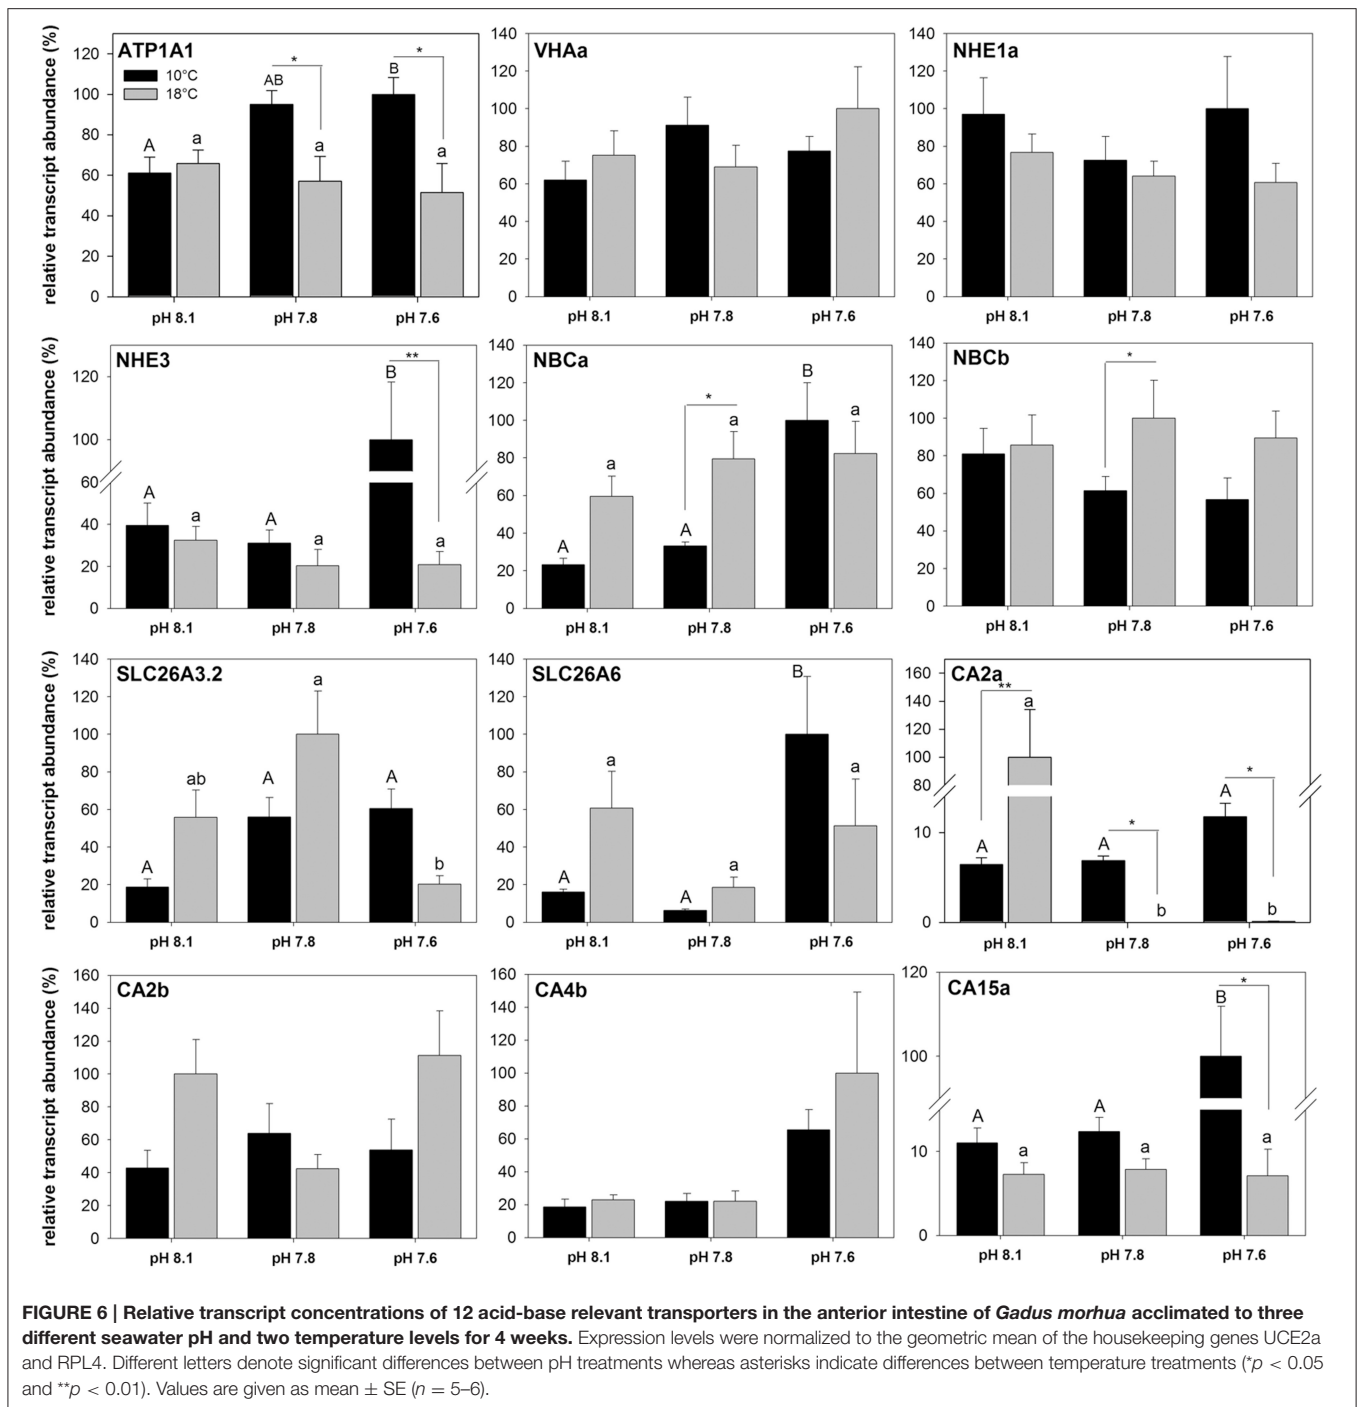 relative transcript abundance (%)
ATP1A1
10°C
18°C
120
100
80
60
40
20
0
A
a
AB
*
a
B
*
a
pH 8.1
pH 7.8
pH 7.6
VHAa
140
120
100
80
60
40
20
0
pH 8.1
pH 7.8
pH 7.6
NHE1a
140
120
100
80
60
40
20
0
pH 8.1
pH 7.8
pH 7.6
relative transcript abundance (%)
NHE3
120
100
60
40
20
0
A
a
A
a
B
**
a
pH 8.1
pH 7.8
pH 7.6
NBCa
140
120
100
80
60
40
20
0
A
a
A
*
a
B
a
pH 8.1
pH 7.8
pH 7.6
NBCb
140
120
100
80
60
40
20
0
*
pH 8.1
pH 7.8
pH 7.6
relative transcript abundance (%)
SLC26A3.2
140
120
100
80
60
40
20
0
A
ab
A
a
A
b
pH 8.1
pH 7.8
pH 7.6
SLC26A6
140
120
100
80
60
40
20
0
A
a
A
a
B
a
pH 8.1
pH 7.8
pH 7.6
CA2a
160
140
120
100
80
10
0
A
**
a
A
*
b
A
*
b
pH 8.1
pH 7.8
pH 7.6
relative transcript abundance (%)
CA2b
160
140
120
100
80
60
40
20
0
pH 8.1
pH 7.8
pH 7.6
CA4b
160
140
120
100
80
60
40
20
0
pH 8.1
pH 7.8
pH 7.6
CA15a
120
100
10
0
A
a
A
a
B
*
a
pH 8.1
pH 7.8
pH 7.6
FIGURE 6 | Relative transcript concentrations of 12 acid-base relevant transporters in the anterior intestine of Gadus morhua acclimated to three
different seawater pH and two temperature levels for 4 weeks. Expression levels were normalized to the geometric mean of the housekeeping genes UCE2a
and RPL4. Different letters denote significant differences between pH treatments whereas asterisks indicate differences between temperature treatments (*p < 0.05
and **p < 0.01). Values are given as mean ± SE (n = 5–6).